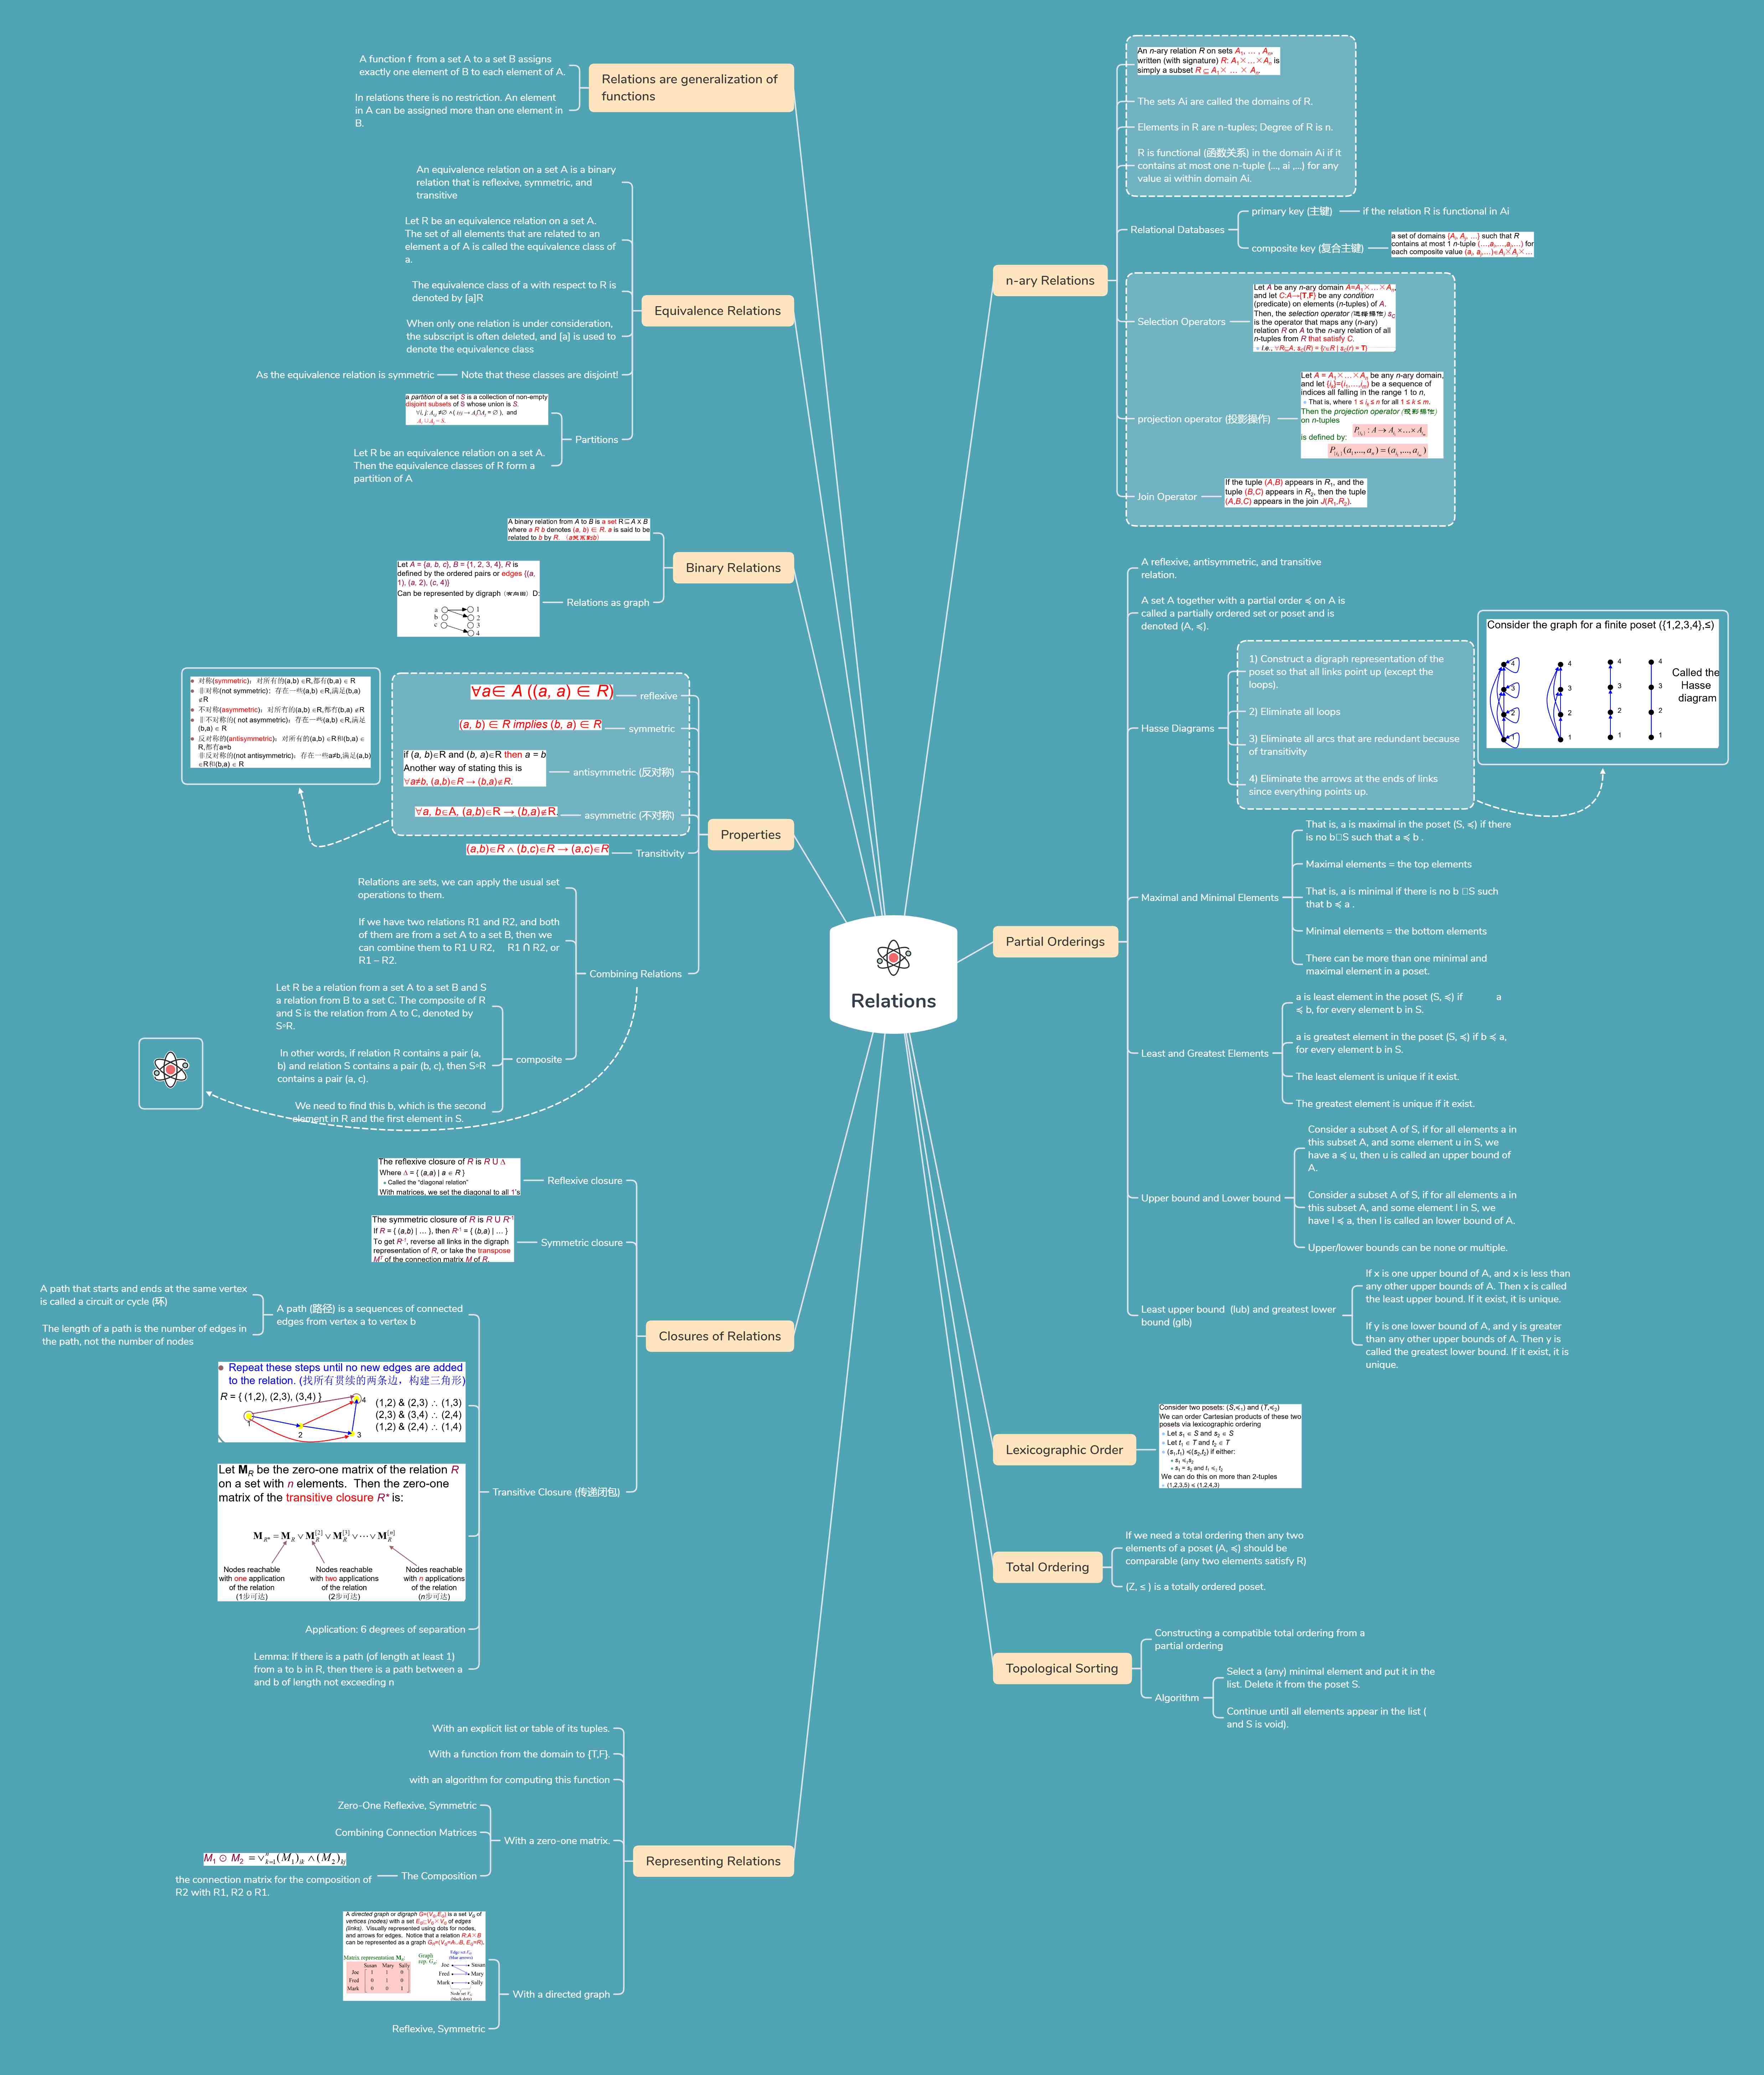 Relations
Relations are generalization of
functions
A function f  from a set A to a set B assigns
exactly one element of B to each element of A.
In relations there is no restriction. An element
in A can be assigned more than one element in
B.
Equivalence Relations
An equivalence relation on a set A is a binary
relation that is reflexive, symmetric, and
transitive
Let R be an equivalence relation on a set A.
The set of all elements that are related to an
element a of A is called the equivalence class of
a.
The equivalence class of a with respect to R is
denoted by [a]R
When only one relation is under consideration,
the subscript is often deleted, and [a] is used to
denote the equivalence class
Note that these classes are disjoint!
As the equivalence relation is symmetric
Partitions
a partition of a set S is a collection of non-empty
disjoint subsets of S whose union is S.
Let R be an equivalence relation on a set A.
Then the equivalence classes of R form a
partition of A
Binary Relations
A binary relation from A to B is a set R⊆A X B
where a R b denotes (a, b) ∈ R. a is said to be
related to b by R.
Relations as graph
Let A = {a, b, c}, B = {1, 2, 3, 4}, R is
defined by the ordered pairs or edges {(a,
1), (a, 2), (c, 4)}
Can be represented by digraph (有向图) D:
a 1
b 2
c 3
4
Properties
reflexive
∀a∈ A ((a, a) ∈ R)
symmetric
(a, b) ∈ R implies (b, a) ∈ R
antisymmetric (反对称)
if (a, b)∈R and (b, a)∈R then a = b
Another way of stating this is
∀a≠b, (a,b)∈R → (b,a)∉R.
asymmetric (不对称)
∀a, b∈A, (a,b)∈R → (b,a)∉R.
对称(symmetric)：对所有的(a,b) ∈R,都有(b,a) ∈ R
非对称(not symmetric)：存在一些(a,b) ∈R,满足(b,a)
∉R
不对称(asymmetric)：对所有的(a,b) ∈R,都有(b,a) ∉R
非不对称的( not asymmetric)：存在一些(a,b) ∈R,满足
(b,a) ∈ R
反对称的(antisymmetric)：对所有的(a,b) ∈R和(b,a) ∈
R,都有a=b
非反对称的(not antisymmetric)：存在一些a≠b,满足(a,b)
∈R和(b,a) ∈ R
Transitivity
(a,b)∈R ∧ (b,c)∈R → (a,c)∈R
Combining Relations
Relations are sets, we can apply the usual set
operations to them.
If we have two relations R1 and R2, and both
of them are from a set A to a set B, then we
can combine them to R1 ∪ R2,     R1 ∩ R2, or
R1 – R2.
composite
Let R be a relation from a set A to a set B and S
a relation from B to a set C. The composite of R
and S is the relation from A to C, denoted by
S∘R.
In other words, if relation R contains a pair (a,
b) and relation S contains a pair (b, c), then S∘R
contains a pair (a, c).
We need to find this b, which is the second
element in R and the first element in S.
Closures of Relations
Reflexive closure
The reflexive closure of R is R U Δ
Where Δ = { (a,a) | a ∈ R }
Called the "diagonal relation"
With matrices, we set the diagonal to all 1's
Symmetric closure
The symmetric closure of R is R U R⁻¹
If R = { (a,b) | … }, then R⁻¹ = { (b,a) | … }
To get R⁻¹, reverse all links in the digraph
representation of R, or take the transpose
Mᵀ of the connection matrix M of R.
Transitive Closure (传递闭包)
A path (路径) is a sequences of connected
edges from vertex a to vertex b
A path that starts and ends at the same vertex
is called a circuit or cycle (环)
The length of a path is the number of edges in
the path, not the number of nodes
Repeat these steps until no new edges are added
to the relation. (找所有贯续的两条边，构建三角形)
R = { (1,2), (2,3), (3,4) }
(1,2) & (2,3) ∴ (1,3)
(2,3) & (3,4) ∴ (2,4)
(1,2) & (2,4) ∴ (1,4)
1
2
3
4
Let M_R be the zero-one matrix of the relation R
on a set with n elements.  Then the zero-one
matrix of the transitive closure R* is:
M_R* = M_R ∨ M_R^[2] ∨ M_R^[3] ∨ ⋯ ∨ M_R^[n]
Nodes reachable
with one application
of the relation
(1步可达)
Nodes reachable
with two applications
of the relation
(2步可达)
Nodes reachable
with n applications
of the relation
(n步可达)
Application: 6 degrees of separation
Lemma: If there is a path (of length at least 1)
from a to b in R, then there is a path between a
and b of length not exceeding n
Representing Relations
With an explicit list or table of its tuples.
With a function from the domain to {T,F}.
with an algorithm for computing this function
With a zero-one matrix.
Zero-One Reflexive, Symmetric
Combining Connection Matrices
The Composition
M₁ ⊙ M₂ = ∨ⁿₖ₌₁(M₁)ᵢₖ ∧ (M₂)ₖⱼ
the connection matrix for the composition of
R2 with R1, R2 o R1.
With a directed graph
A directed graph or digraph G=(V_G,E_G) is a set V_G of
vertices (nodes) with a set E_G⊆V_G×V_G of edges
(links).  Visually represented using dots for nodes,
and arrows for edges.  Notice that a relation R:A×B
can be represented as a graph G_R=(V_G=A∪B, E_G=R).
Matrix representation M_R:
Susan Mary Sally
Joe 1 1 0
Fred 0 1 0
Mark 0 0 1
Graph
rep. G_R:
Edge set E_G
(blue arrows)
Joe Susan
Fred Mary
Mark Sally
Node set V_G
(black dots)
Reflexive, Symmetric
n-ary Relations
An n-ary relation R on sets A₁, … , Aₙ,
written (with signature) R: A₁×…×Aₙ is
simply a subset R ⊆ A₁× … × Aₙ.
The sets Ai are called the domains of R.
Elements in R are n-tuples; Degree of R is n.
R is functional (函数关系) in the domain Ai if it
contains at most one n-tuple (…, ai ,…) for any
value ai within domain Ai.
Relational Databases
primary key (主键)
if the relation R is functional in Ai
composite key (复合主键)
a set of domains {Aᵢ, Aⱼ, …} such that R
contains at most 1 n-tuple (…,aᵢ,…,aⱼ,…) for
each composite value (aᵢ, aⱼ,…)∈Aᵢ×Aⱼ×…
Selection Operators
Let A be any n-ary domain A=A₁×…×Aₙ,
and let C:A→{T,F} be any condition
(predicate) on elements (n-tuples) of A.
Then, the selection operator (选择操作) s_C
is the operator that maps any (n-ary)
relation R on A to the n-ary relation of all
n-tuples from R that satisfy C.
I.e., ∀R⊆A, s_C(R) = {r∈R | s_C(r) = T}
projection operator (投影操作)
Let A = A₁×…×Aₙ be any n-ary domain,
and let {iₖ}=(i₁,…,iₘ) be a sequence of
indices all falling in the range 1 to n,
That is, where 1 ≤ iₖ ≤ n for all 1 ≤ k ≤ m.
Then the projection operator (投影操作)
on n-tuples
P_{iₖ} : A → A_i₁ ×…× A_iₘ
is defined by:
P_{iₖ}(a₁,...,aₙ) = (a_i₁,...,a_iₘ)
Join Operator
If the tuple (A,B) appears in R₁, and the
tuple (B,C) appears in R₂, then the tuple
(A,B,C) appears in the join J(R₁,R₂).
Partial Orderings
A reflexive, antisymmetric, and transitive
relation.
A set A together with a partial order ≼ on A is
called a partially ordered set or poset and is
denoted (A, ≼).
Hasse Diagrams
1) Construct a digraph representation of the
poset so that all links point up (except the
loops).
2) Eliminate all loops
3) Eliminate all arcs that are redundant because
of transitivity
4) Eliminate the arrows at the ends of links
since everything points up.
Consider the graph for a finite poset ({1,2,3,4},≤)
4 4 4 4
3 3 3 3
2 2 2 2
1 1 1 1
Called the
Hasse
diagram
Maximal and Minimal Elements
That is, a is maximal in the poset (S, ≼) if there
is no b□S such that a ≼ b .
Maximal elements = the top elements
That is, a is minimal if there is no b □S such
that b ≼ a .
Minimal elements = the bottom elements
There can be more than one minimal and
maximal element in a poset.
Least and Greatest Elements
a is least element in the poset (S, ≼) if            a
≼ b, for every element b in S.
a is greatest element in the poset (S, ≼) if b ≼ a,
for every element b in S.
The least element is unique if it exist.
The greatest element is unique if it exist.
Upper bound and Lower bound
Consider a subset A of S, if for all elements a in
this subset A, and some element u in S, we
have a ≼ u, then u is called an upper bound of
A.
Consider a subset A of S, if for all elements a in
this subset A, and some element l in S, we
have l ≼ a, then l is called an lower bound of A.
Upper/lower bounds can be none or multiple.
Least upper bound  (lub) and greatest lower
bound (glb)
If x is one upper bound of A, and x is less than
any other upper bounds of A. Then x is called
the least upper bound. If it exist, it is unique.
If y is one lower bound of A, and y is greater
than any other upper bounds of A. Then y is
called the greatest lower bound. If it exist, it is
unique.
Lexicographic Order
Consider two posets: (S,≼₁) and (T,≼₂)
We can order Cartesian products of these two
posets via lexicographic ordering
Let s₁ ∈ S and s₂ ∈ S
Let t₁ ∈ T and t₂ ∈ T
(s₁,t₁) ≼(s₂,t₂) if either:
s₁ ≼₁s₂
s₁ = s₂ and t₁ ≼₂ t₂
We can do this on more than 2-tuples
(1,2,3,5) ≼ (1,2,4,3)
Total Ordering
If we need a total ordering then any two
elements of a poset (A, ≼) should be
comparable (any two elements satisfy R)
(Z, ≤ ) is a totally ordered poset.
Topological Sorting
Constructing a compatible total ordering from a
partial ordering
Algorithm
Select a (any) minimal element and put it in the
list. Delete it from the poset S.
Continue until all elements appear in the list (
and S is void).